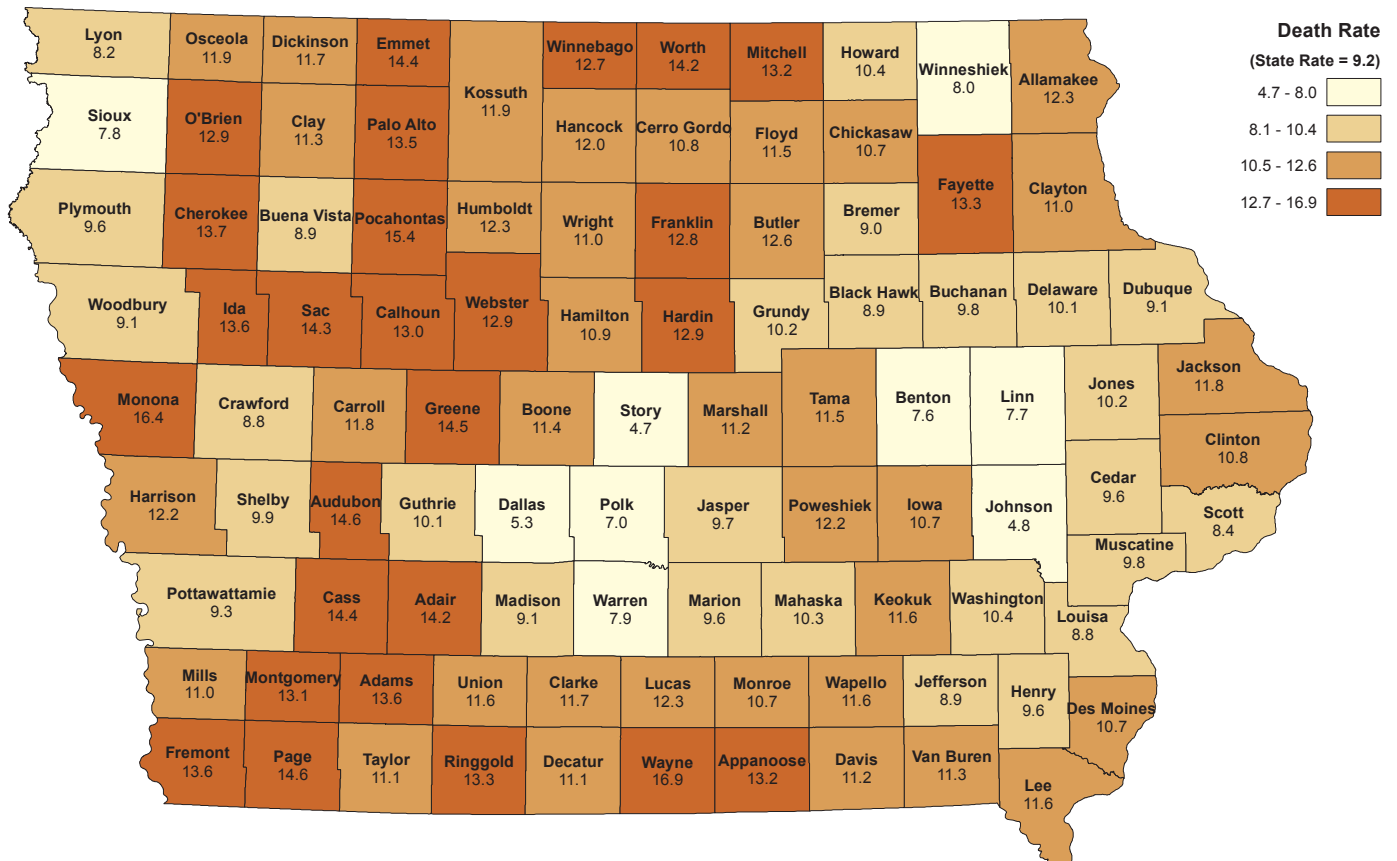 Death Rate
(State Rate = 9.2)
4.7 - 8.0
8.1 - 10.4
10.5 - 12.6
12.7 - 16.9
Lyon
8.2
Osceola
11.9
Dickinson
11.7
Emmet
14.4
Kossuth
11.9
Winnebago
12.7
Worth
14.2
Mitchell
13.2
Howard
10.4
Winneshiek
8.0
Allamakee
12.3
Sioux
7.8
O'Brien
12.9
Clay
11.3
Palo Alto
13.5
Hancock
12.0
Cerro Gordo
10.8
Floyd
11.5
Chickasaw
10.7
Plymouth
9.6
Cherokee
13.7
Buena Vista
8.9
Pocahontas
15.4
Humboldt
12.3
Wright
11.0
Franklin
12.8
Butler
12.6
Bremer
9.0
Fayette
13.3
Clayton
11.0
Woodbury
9.1
Ida
13.6
Sac
14.3
Calhoun
13.0
Webster
12.9
Hamilton
10.9
Hardin
12.9
Grundy
10.2
Black Hawk
8.9
Buchanan
9.8
Delaware
10.1
Dubuque
9.1
Monona
16.4
Crawford
8.8
Carroll
11.8
Greene
14.5
Boone
11.4
Story
4.7
Marshall
11.2
Tama
11.5
Benton
7.6
Linn
7.7
Jones
10.2
Jackson
11.8
Clinton
10.8
Harrison
12.2
Shelby
9.9
Audubon
14.6
Guthrie
10.1
Dallas
5.3
Polk
7.0
Jasper
9.7
Poweshiek
12.2
Iowa
10.7
Johnson
4.8
Cedar
9.6
Scott
8.4
Muscatine
9.8
Pottawattamie
9.3
Cass
14.4
Adair
14.2
Madison
9.1
Warren
7.9
Marion
9.6
Mahaska
10.3
Keokuk
11.6
Washington
10.4
Louisa
8.8
Mills
11.0
Montgomery
13.1
Adams
13.6
Union
11.6
Clarke
11.7
Lucas
12.3
Monroe
10.7
Wapello
11.6
Jefferson
8.9
Henry
9.6
Des Moines
10.7
Fremont
13.6
Page
14.6
Taylor
11.1
Ringgold
13.3
Decatur
11.1
Wayne
16.9
Appanoose
13.2
Davis
11.2
Van Buren
11.3
Lee
11.6